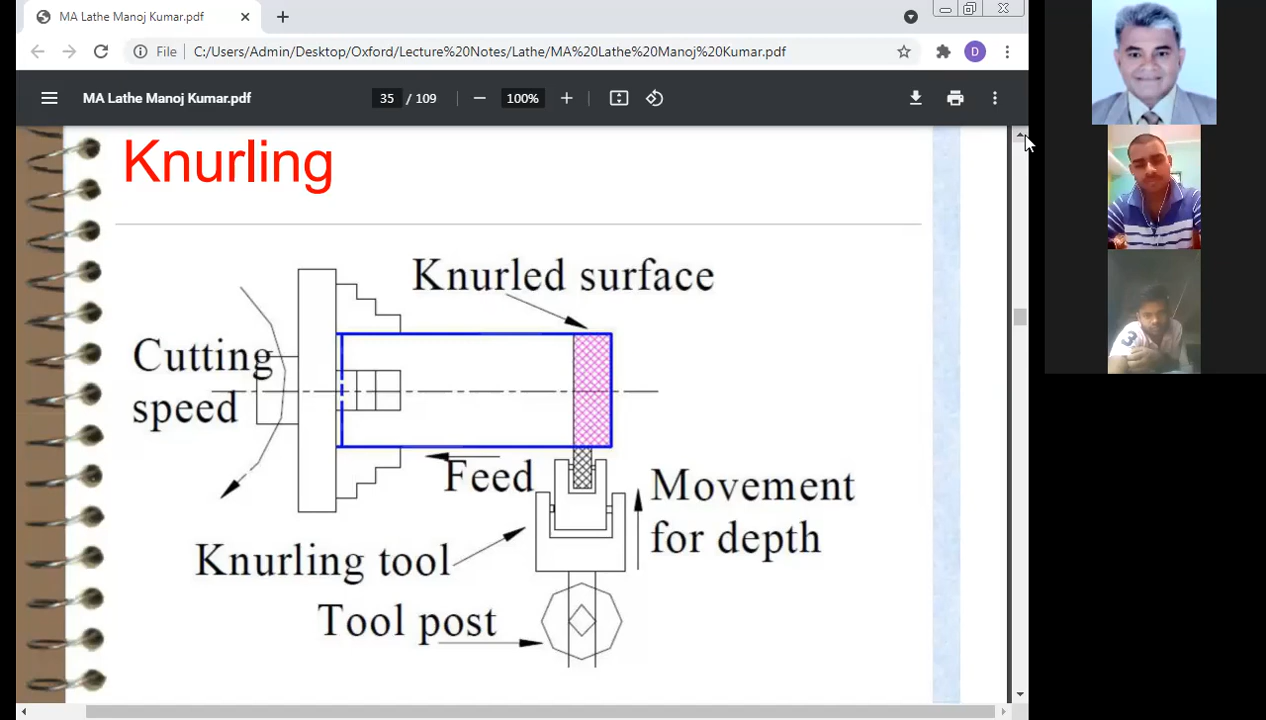 MA Lathe Manoj Kumar.pdf
File
C:/Users/Admin/Desktop/Oxford/Lecture%20Notes/Lathe/MA%20Lathe%20Manoj%20Kumar.pdf
D
MA Lathe Manoj Kumar.pdf
35 / 109
100%
Knurling
Knurled surface
Cutting
speed
Feed
Movement
for depth
Knurling tool
Tool post
3